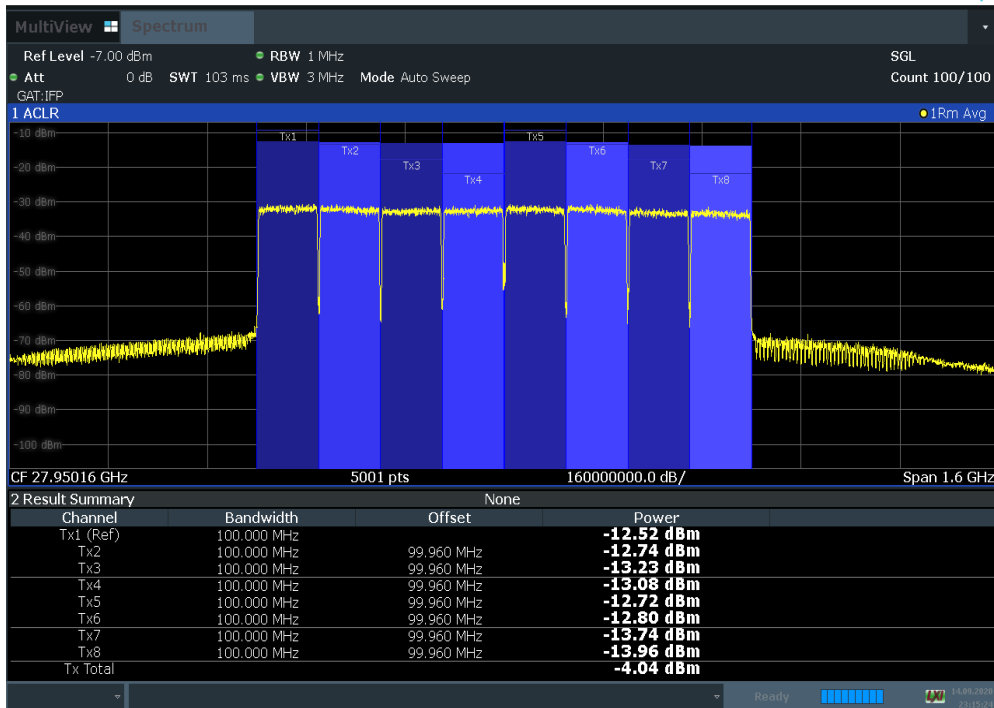 MultiView Spectrum
Ref Level -7.00 dBm RBW 1 MHz SGL
Att 0 dB SWT 103 ms VBW 3 MHz Mode Auto Sweep Count 100/100
GAT:IFP
1 ACLR 1Rm Avg
-10 dBm
Tx1 Tx5
Tx2 Tx6
Tx3 Tx7
-20 dBm
Tx4 Tx8
-30 dBm
-40 dBm
-50 dBm
-60 dBm
-70 dBm
-80 dBm
-90 dBm
-100 dBm
CF 27.95016 GHz 5001 pts 160000000.0 dB/ Span 1.6 GHz
2 Result Summary None
Channel Bandwidth Offset Power
Tx1 (Ref) 100.000 MHz -12.52 dBm
Tx2 100.000 MHz 99.960 MHz -12.74 dBm
Tx3 100.000 MHz 99.960 MHz -13.23 dBm
Tx4 100.000 MHz 99.960 MHz -13.08 dBm
Tx5 100.000 MHz 99.960 MHz -12.72 dBm
Tx6 100.000 MHz 99.960 MHz -12.80 dBm
Tx7 100.000 MHz 99.960 MHz -13.74 dBm
Tx8 100.000 MHz 99.960 MHz -13.96 dBm
Tx Total -4.04 dBm
Ready LXI 14.09.2020
23:15:24